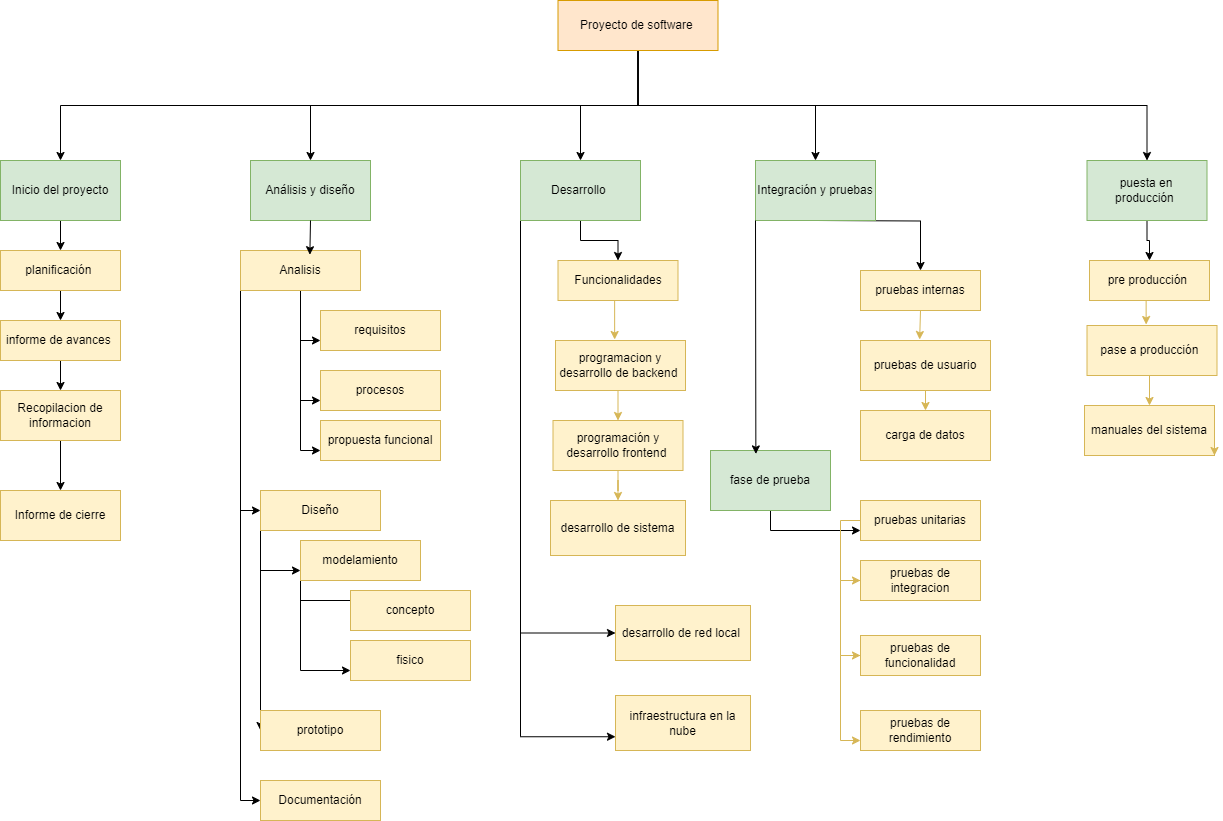 Proyecto de software
Inicio del proyecto
planificación
informe de avances
Recopilacion de
informacion
Informe de cierre
Análisis y diseño
Analisis
requisitos
procesos
propuesta funcional
Diseño
modelamiento
concepto
fisico
prototipo
Documentación
Desarrollo
Funcionalidades
programacion y
desarrollo de backend
programación y
desarrollo frontend
desarrollo de sistema
desarrollo de red local
infraestructura en la
nube
Integración y pruebas
pruebas internas
pruebas de usuario
carga de datos
fase de prueba
pruebas unitarias
pruebas de
integracion
pruebas de
funcionalidad
pruebas de
rendimiento
puesta en
producción
pre producción
pase a producción
manuales del sistema